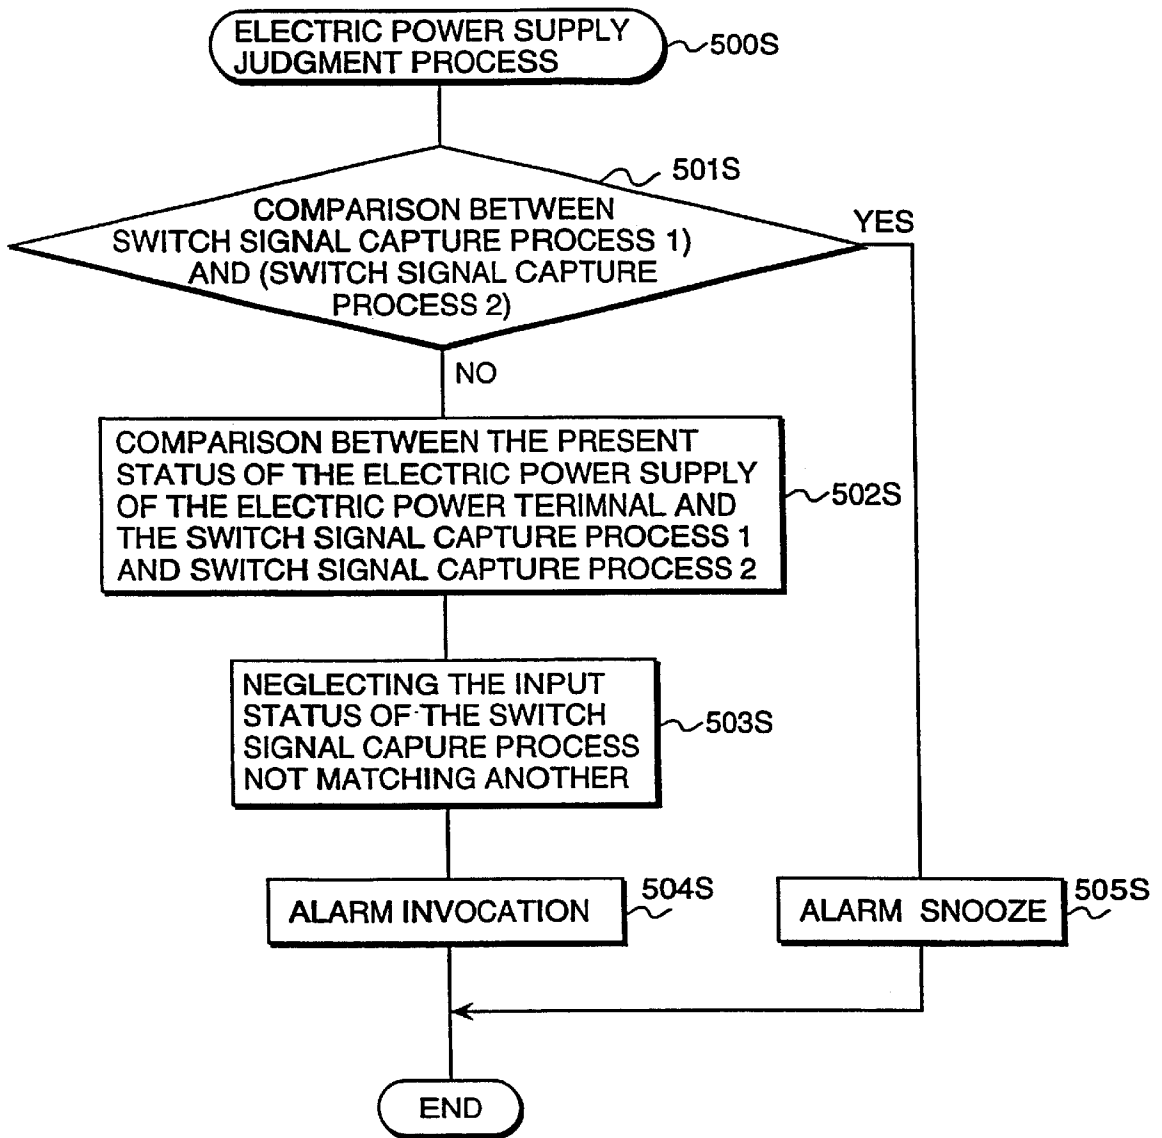 ELECTRIC POWER SUPPLY
JUDGMENT PROCESS
500S
501S
COMPARISON BETWEEN
SWITCH SIGNAL CAPTURE PROCESS 1)
AND (SWITCH SIGNAL CAPTURE
PROCESS 2)
YES
NO
COMPARISON BETWEEN THE PRESENT
STATUS OF THE ELECTRIC POWER SUPPLY
OF THE ELECTRIC POWER TERIMNAL AND
THE SWITCH SIGNAL CAPTURE PROCESS 1
AND SWITCH SIGNAL CAPTURE PROCESS 2
502S
NEGLECTING THE INPUT
STATUS OF THE SWITCH
SIGNAL CAPURE PROCESS
NOT MATCHING ANOTHER
503S
ALARM INVOCATION
504S
ALARM SNOOZE
505S
END